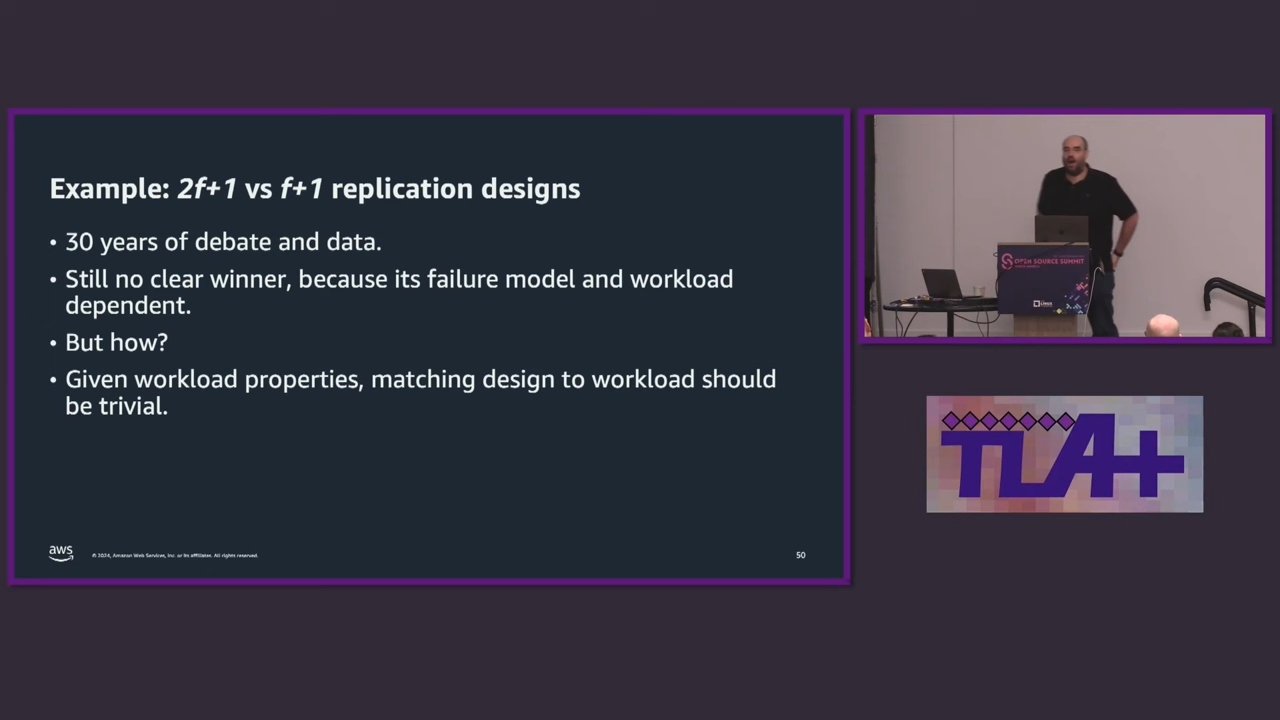 Example: 2f+1 vs f+1 replication designs
• 30 years of debate and data.
• Still no clear winner, because its failure model and workload
dependent.
• But how?
• Given workload properties, matching design to workload should
be trivial.
aws
© 2024, Amazon Web Services, Inc. or its affiliates. All rights reserved.
50
OPEN SOURCE SUMMIT
TLA+